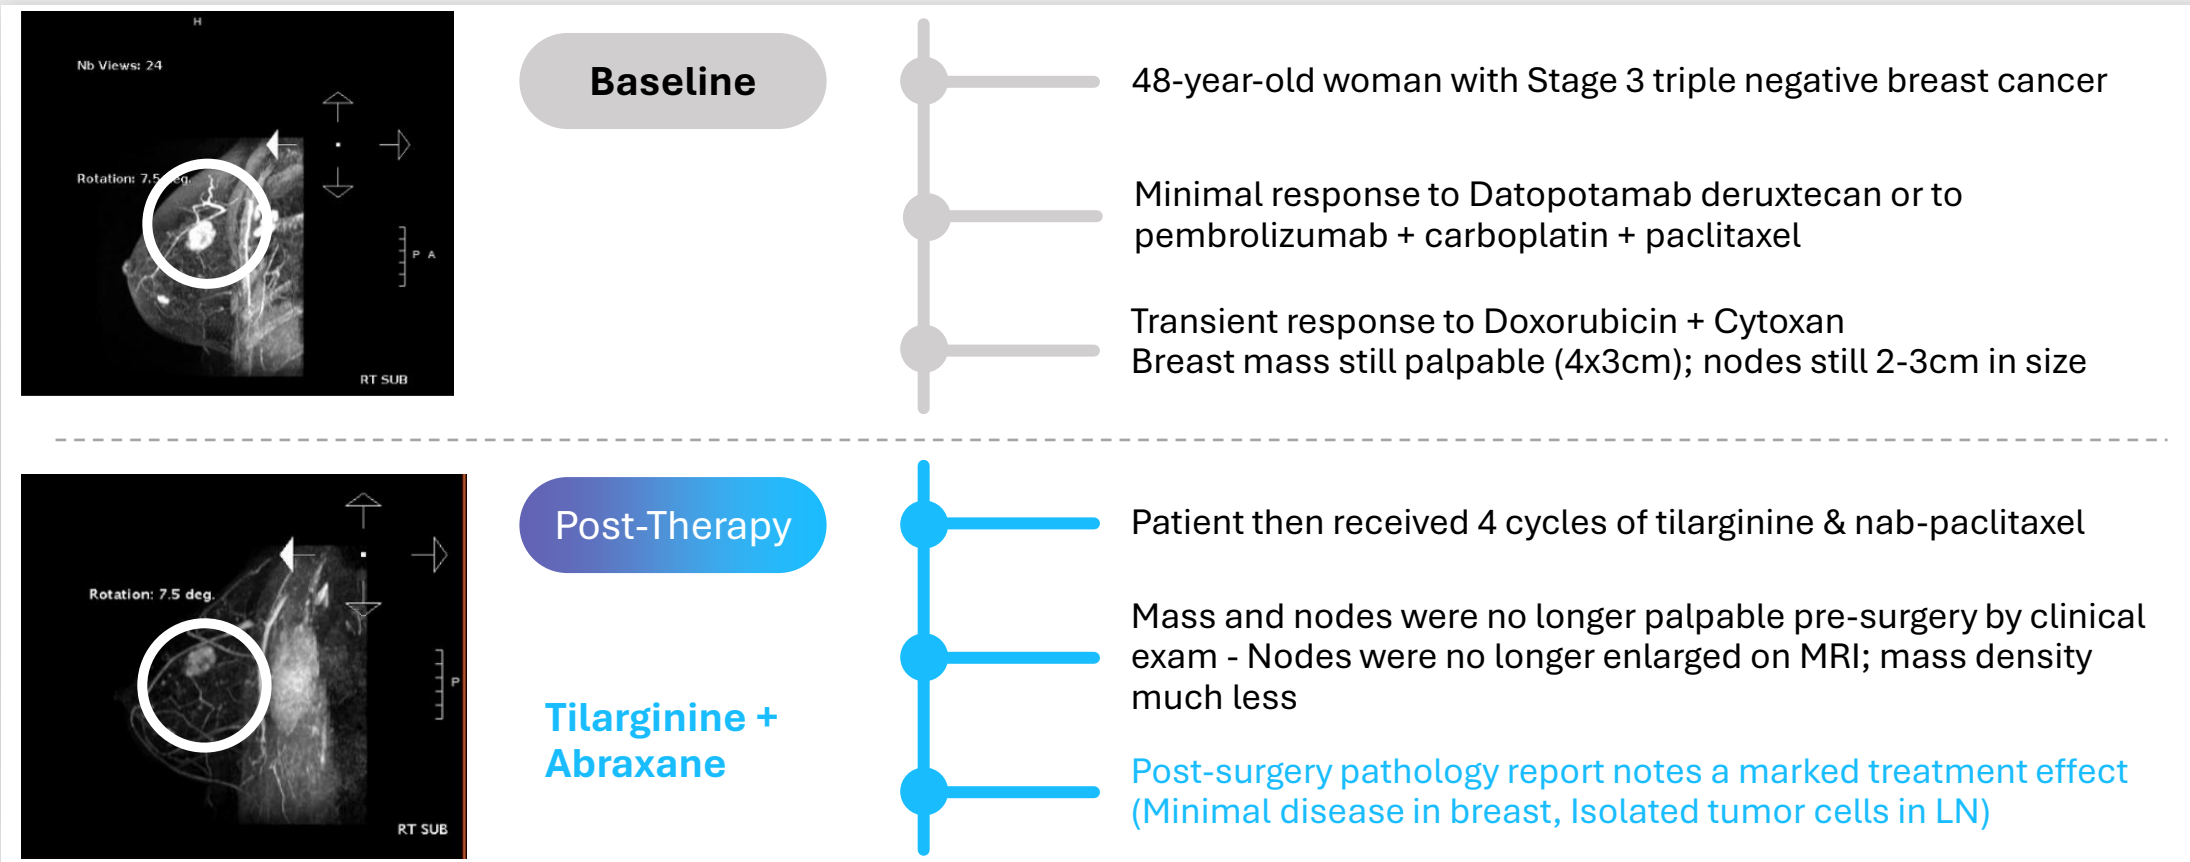 H
Nb Views: 24
Rotation: 7.5 eg.
P A
RT SUB
Baseline
48-year-old woman with Stage 3 triple negative breast cancer
Minimal response to Datopotamab deruxtecan or to
pembrolizumab + carboplatin + paclitaxel
Transient response to Doxorubicin + Cytoxan
Breast mass still palpable (4x3cm); nodes still 2-3cm in size
Rotation: 7.5 deg.
P
RT SUB
Post-Therapy
Tilarginine +
Abraxane
Patient then received 4 cycles of tilarginine & nab-paclitaxel
Mass and nodes were no longer palpable pre-surgery by clinical
exam - Nodes were no longer enlarged on MRI; mass density
much less
Post-surgery pathology report notes a marked treatment effect
(Minimal disease in breast, Isolated tumor cells in LN)